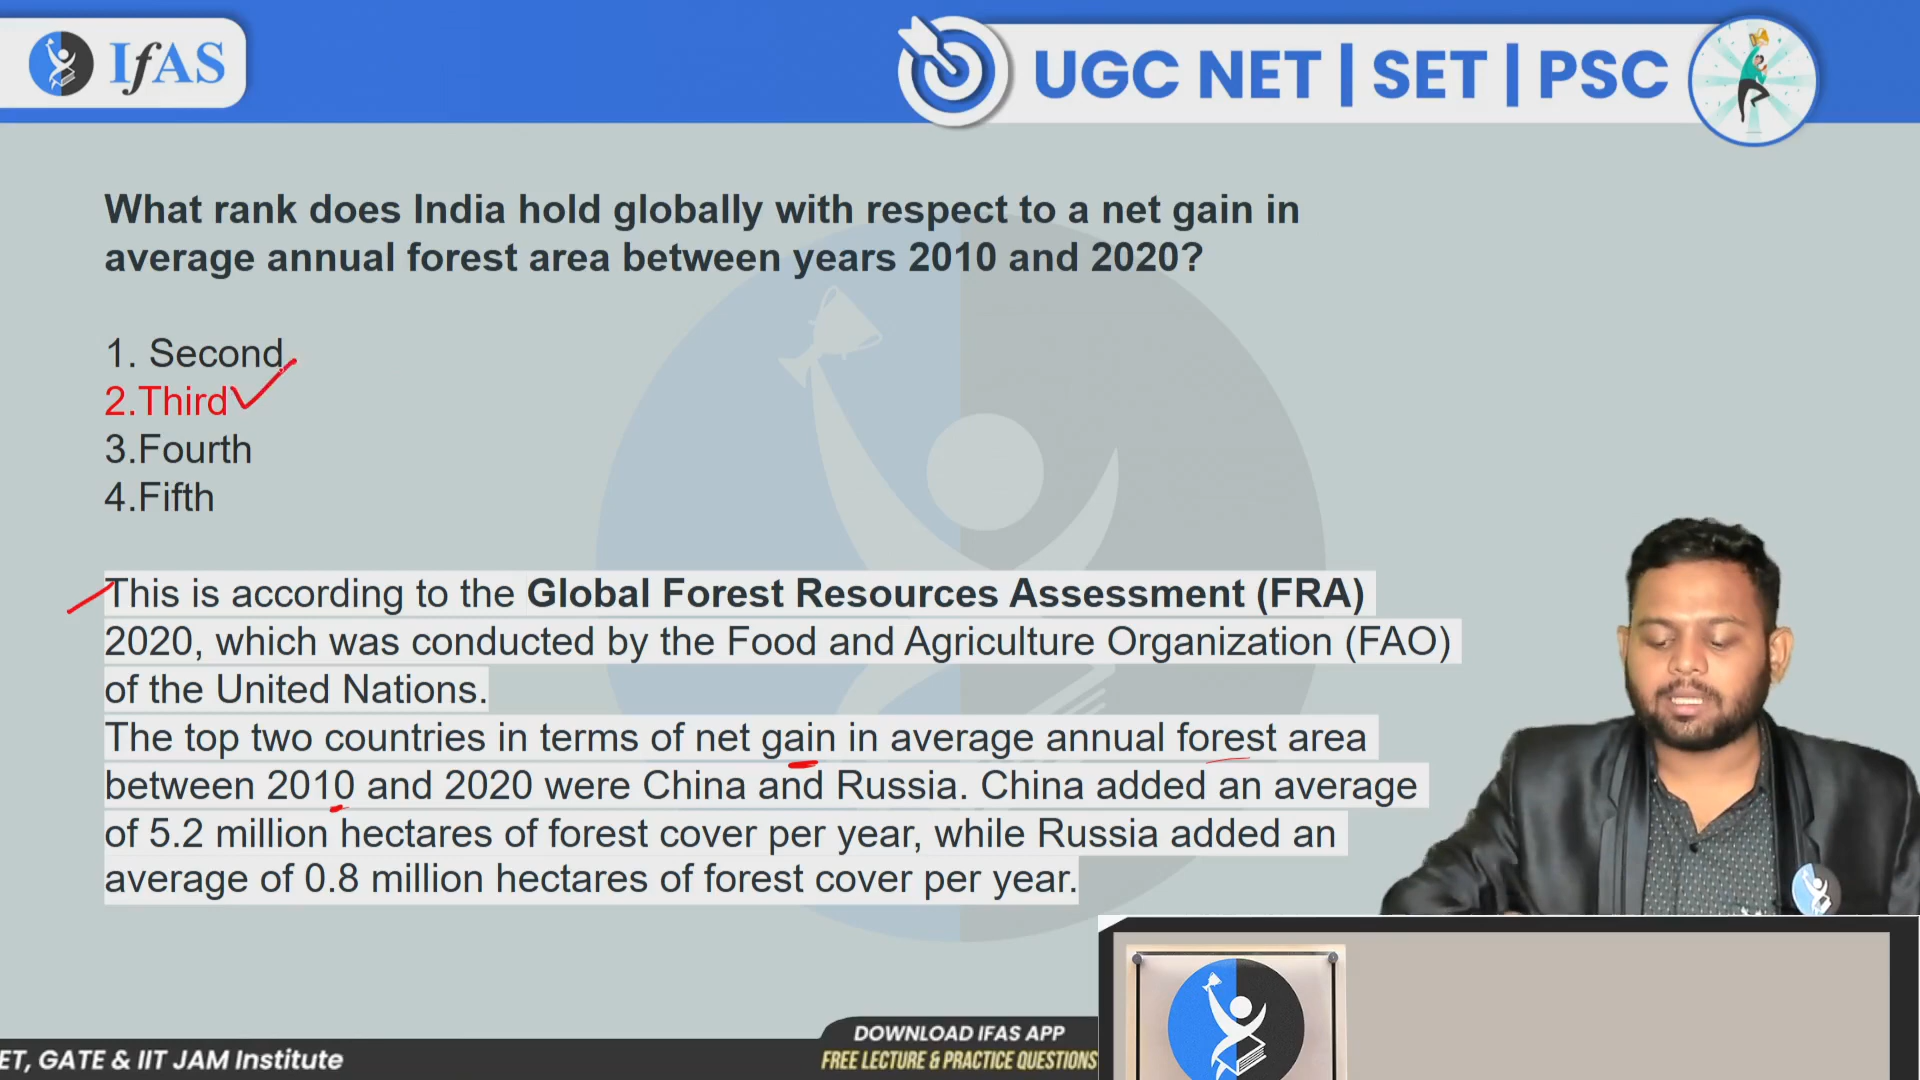 IfAS
UGC NET | SET | PSC
What rank does India hold globally with respect to a net gain in
average annual forest area between years 2010 and 2020?
1. Second
2.Third
3.Fourth
4.Fifth
This is according to the Global Forest Resources Assessment (FRA)
2020, which was conducted by the Food and Agriculture Organization (FAO)
of the United Nations.
The top two countries in terms of net gain in average annual forest area
between 2010 and 2020 were China and Russia. China added an average
of 5.2 million hectares of forest cover per year, while Russia added an
average of 0.8 million hectares of forest cover per year.
DOWNLOAD IFAS APP
ET, GATE & IIT JAM Institute
FREE LECTURE & PRACTICE QUESTIONS